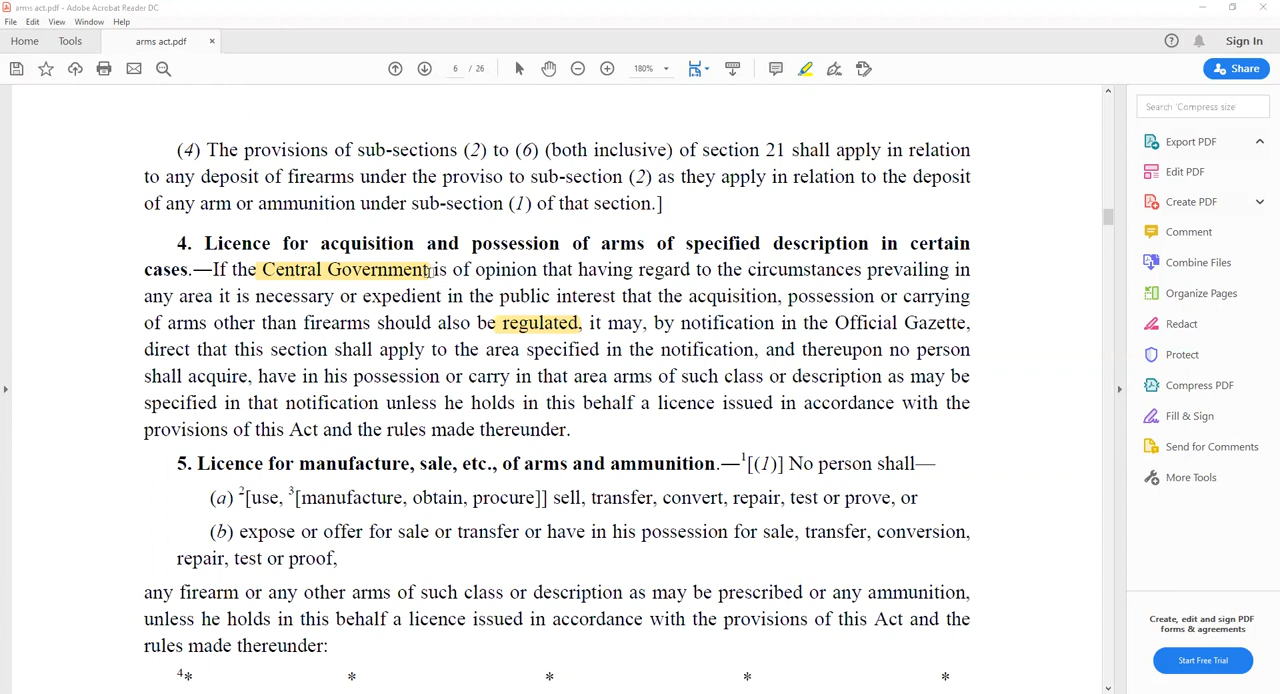 arms act.pdf - Adobe Acrobat Reader DC
File Edit View Window Help
Home Tools arms act.pdf × Sign In
6 / 26 180% Share
(4) The provisions of sub-sections (2) to (6) (both inclusive) of section 21 shall apply in relation
to any deposit of firearms under the proviso to sub-section (2) as they apply in relation to the deposit
of any arm or ammunition under sub-section (1) of that section.]
4. Licence for acquisition and possession of arms of specified description in certain
cases.—If the Central Government is of opinion that having regard to the circumstances prevailing in
any area it is necessary or expedient in the public interest that the acquisition, possession or carrying
of arms other than firearms should also be regulated, it may, by notification in the Official Gazette,
direct that this section shall apply to the area specified in the notification, and thereupon no person
shall acquire, have in his possession or carry in that area arms of such class or description as may be
specified in that notification unless he holds in this behalf a licence issued in accordance with the
provisions of this Act and the rules made thereunder.
5. Licence for manufacture, sale, etc., of arms and ammunition.—1[(1)] No person shall—
(a) 2[use, 3[manufacture, obtain, procure]] sell, transfer, convert, repair, test or prove, or
(b) expose or offer for sale or transfer or have in his possession for sale, transfer, conversion,
repair, test or proof,
any firearm or any other arms of such class or description as may be prescribed or any ammunition,
unless he holds in this behalf a licence issued in accordance with the provisions of this Act and the
rules made thereunder:
4* * * * *
Search 'Compress size'
Export PDF
Edit PDF
Create PDF
Comment
Combine Files
Organize Pages
Redact
Protect
Compress PDF
Fill & Sign
Send for Comments
More Tools
Create, edit and sign PDF
forms & agreements
Start Free Trial